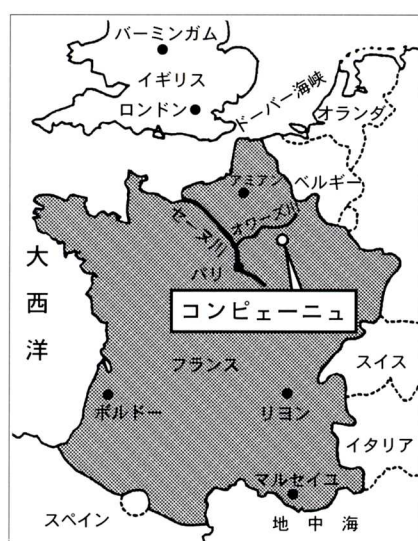 バーミンガム
イギリス
ロンドン
ドーバー海峡
オランダ
アミアン
ベルギー
セーヌ川
オワーズ川
パリ
大西洋
コンピェーニュ
フランス
スイス
ボルドー
リヨン
イタリア
マルセイユ
スペイン
地中海